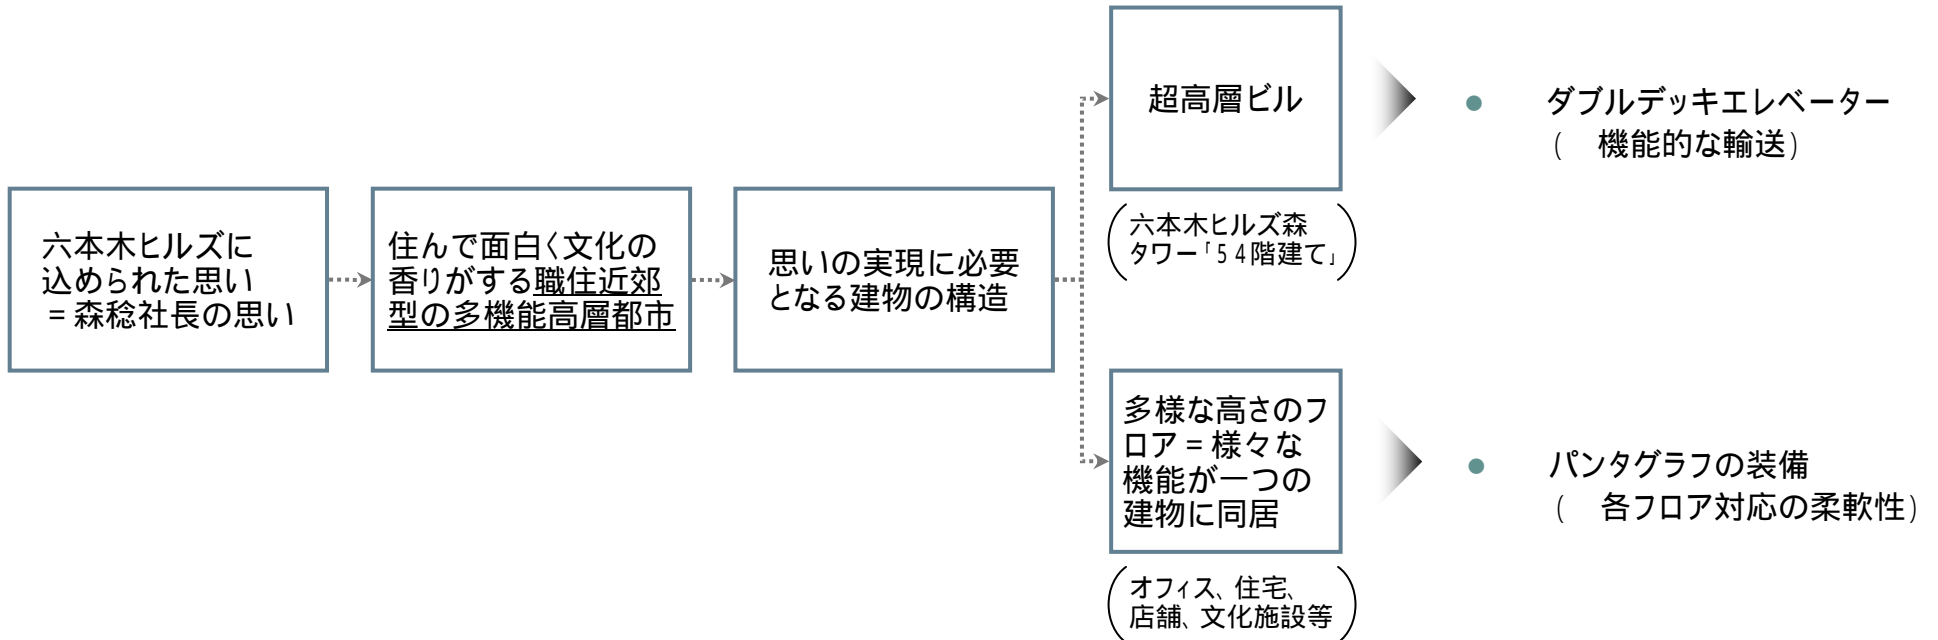 六本木ヒルズに
込められた思い
=森稔社長の思い
住んで面白く文化の
香りがする職住近郊
型の多機能高層都市
思いの実現に必要
となる建物の構造
超高層ビル
(六本木ヒルズ森
タワー「54階建て」)
ダブルデッキエレベーター
( 機能的な輸送)
多様な高さのフ
ロア=様々な
機能が一つの
建物に同居
(オフィス、住宅、
店舗、文化施設等)
パンタグラフの装備
( 各フロア対応の柔軟性)